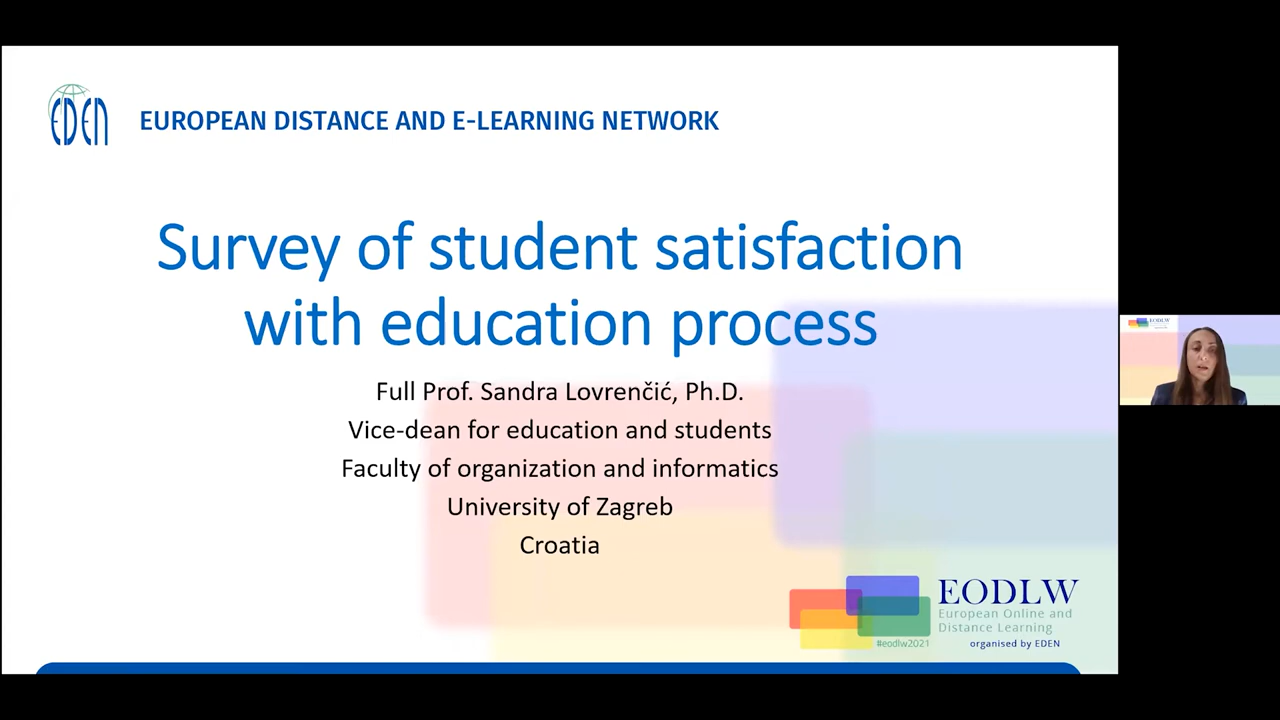 EDEN
EUROPEAN DISTANCE AND E-LEARNING NETWORK
Survey of student satisfaction
with education process
Full Prof. Sandra Lovrenčić, Ph.D.
Vice-dean for education and students
Faculty of organization and informatics
University of Zagreb
Croatia
EODLW
European Online and
Distance Learning
#eodlw2021
organised by EDEN
EODLW